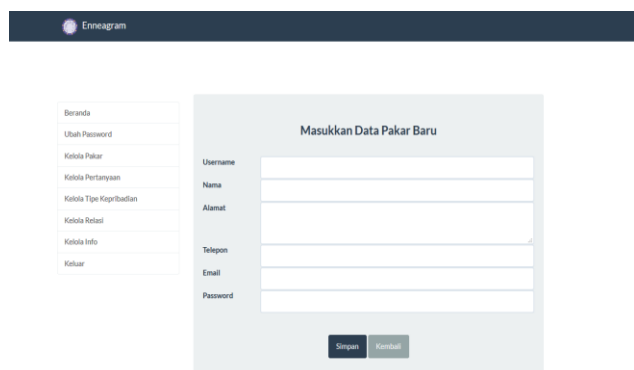 Enneagram
Beranda
Ubah Password
Kelola Pakar
Kelola Pertanyaan
Kelola Tipe Kepribadian
Kelola Relasi
Kelola Info
Keluar
Masukkan Data Pakar Baru
Username
Nama
Alamat
Telepon
Email
Password
Simpan Kembali